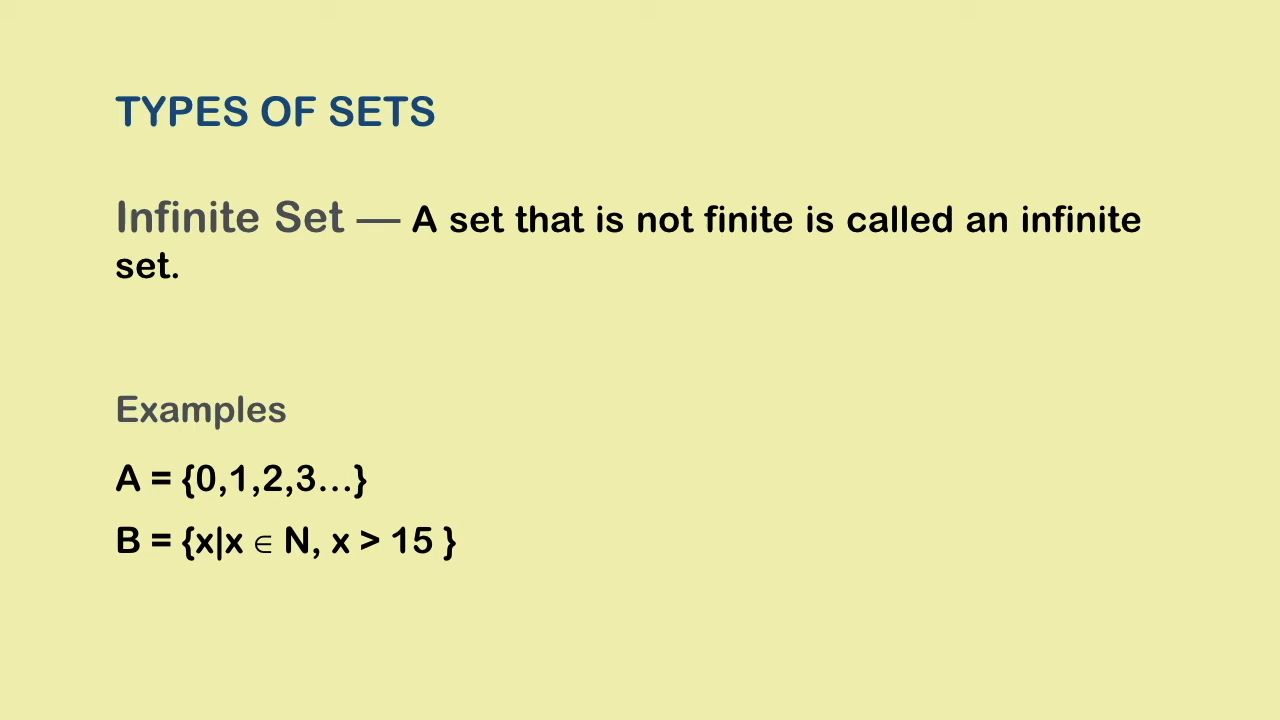 TYPES OF SETS
Infinite Set — A set that is not finite is called an infinite
set.
Examples
A = {0,1,2,3…}
B = {x|x ∈ N, x > 15 }